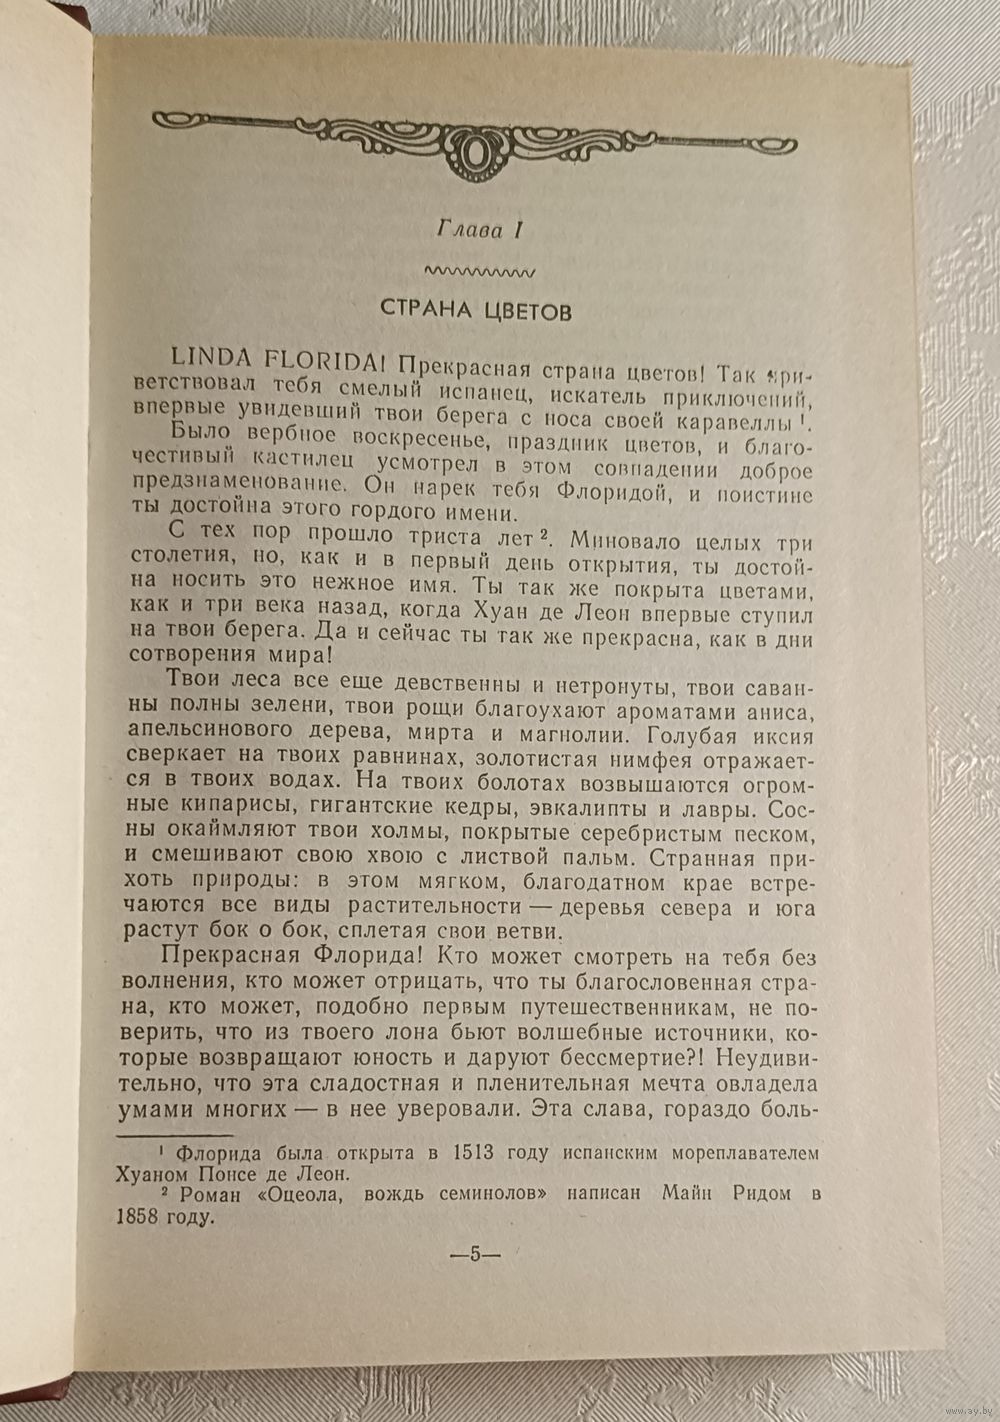 Глава I
СТРАНА ЦВЕТОВ
LINDA FLORIDA! Прекрасная страна цветов! Так при-
ветствовал тебя смелый испанец, искатель приключений,
впервые увидевший твои берега с носа своей каравеллы ¹.
Было вербное воскресенье, праздник цветов, и благо-
честивый кастилец усмотрел в этом совпадении доброе
предзнаменование. Он нарек тебя Флоридой, и поистине
ты достойна этого гордого имени.
С тех пор прошло триста лет ². Миновало целых три
столетия, но, как и в первый день открытия, ты достой-
на носить это нежное имя. Ты так же покрыта цветами,
как и три века назад, когда Хуан де Леон впервые ступил
на твои берега. Да и сейчас ты так же прекрасна, как в дни
сотворения мира!
Твои леса все еще девственны и нетронуты, твои саван-
ны полны зелени, твои рощи благоухают ароматами аниса,
апельсинового дерева, мирта и магнолии. Голубая иксия
сверкает на твоих равнинах, золотистая нимфея отражает-
ся в твоих водах. На твоих болотах возвышаются огром-
ные кипарисы, гигантские кедры, эвкалипты и лавры. Сос-
ны окаймляют твои холмы, покрытые серебристым песком,
и смешивают свою хвою с листвой пальм. Странная при-
хоть природы: в этом мягком, благодатном крае встре-
чаются все виды растительности — деревья севера и юга
растут бок о бок, сплетая свои ветви.
Прекрасная Флорида! Кто может смотреть на тебя без
волнения, кто может отрицать, что ты благословенная стра-
на, кто может, подобно первым путешественникам, не по-
верить, что из твоего лона бьют волшебные источники, ко-
торые возвращают юность и даруют бессмертие?! Неудиви-
тельно, что эта сладостная и пленительная мечта овладела
умами многих — в нее уверовали. Эта слава, гораздо боль-
¹ Флорида была открыта в 1513 году испанским мореплавателем
Хуаном Понсе де Леон.
² Роман «Оцеола, вождь семинолов» написан Майн Ридом в
1858 году.
—5—
www.ay.by